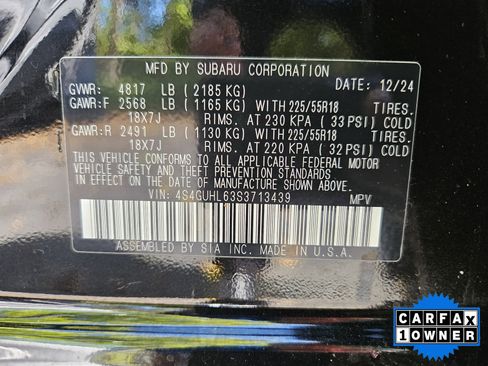 MFD BY SUBARU CORPORATION DATE: 12/24
GVWR: 4817 LB ( 2185 KG)
GAWR:F 2568 LB ( 1165 KG) WITH 225/55R18 TIRES,
18X7J RIMS, AT 230 KPA ( 33 PSI) COLD
GAWR:R 2491 LB ( 1130 KG) WITH 225/55R18 TIRES,
18X7J RIMS, AT 220 KPA ( 32 PSI) COLD
THIS VEHICLE CONFORMS TO ALL APPLICABLE FEDERAL MOTOR
VEHICLE SAFETY AND THEFT PREVENTION STANDARDS
IN EFFECT ON THE DATE OF MANUFACTURE SHOWN ABOVE.
VIN: 4S4GUHL63S3713439 MPV
ASSEMBLED BY SIA INC. MADE IN U.S.A.
CARFAX
1 OWNER